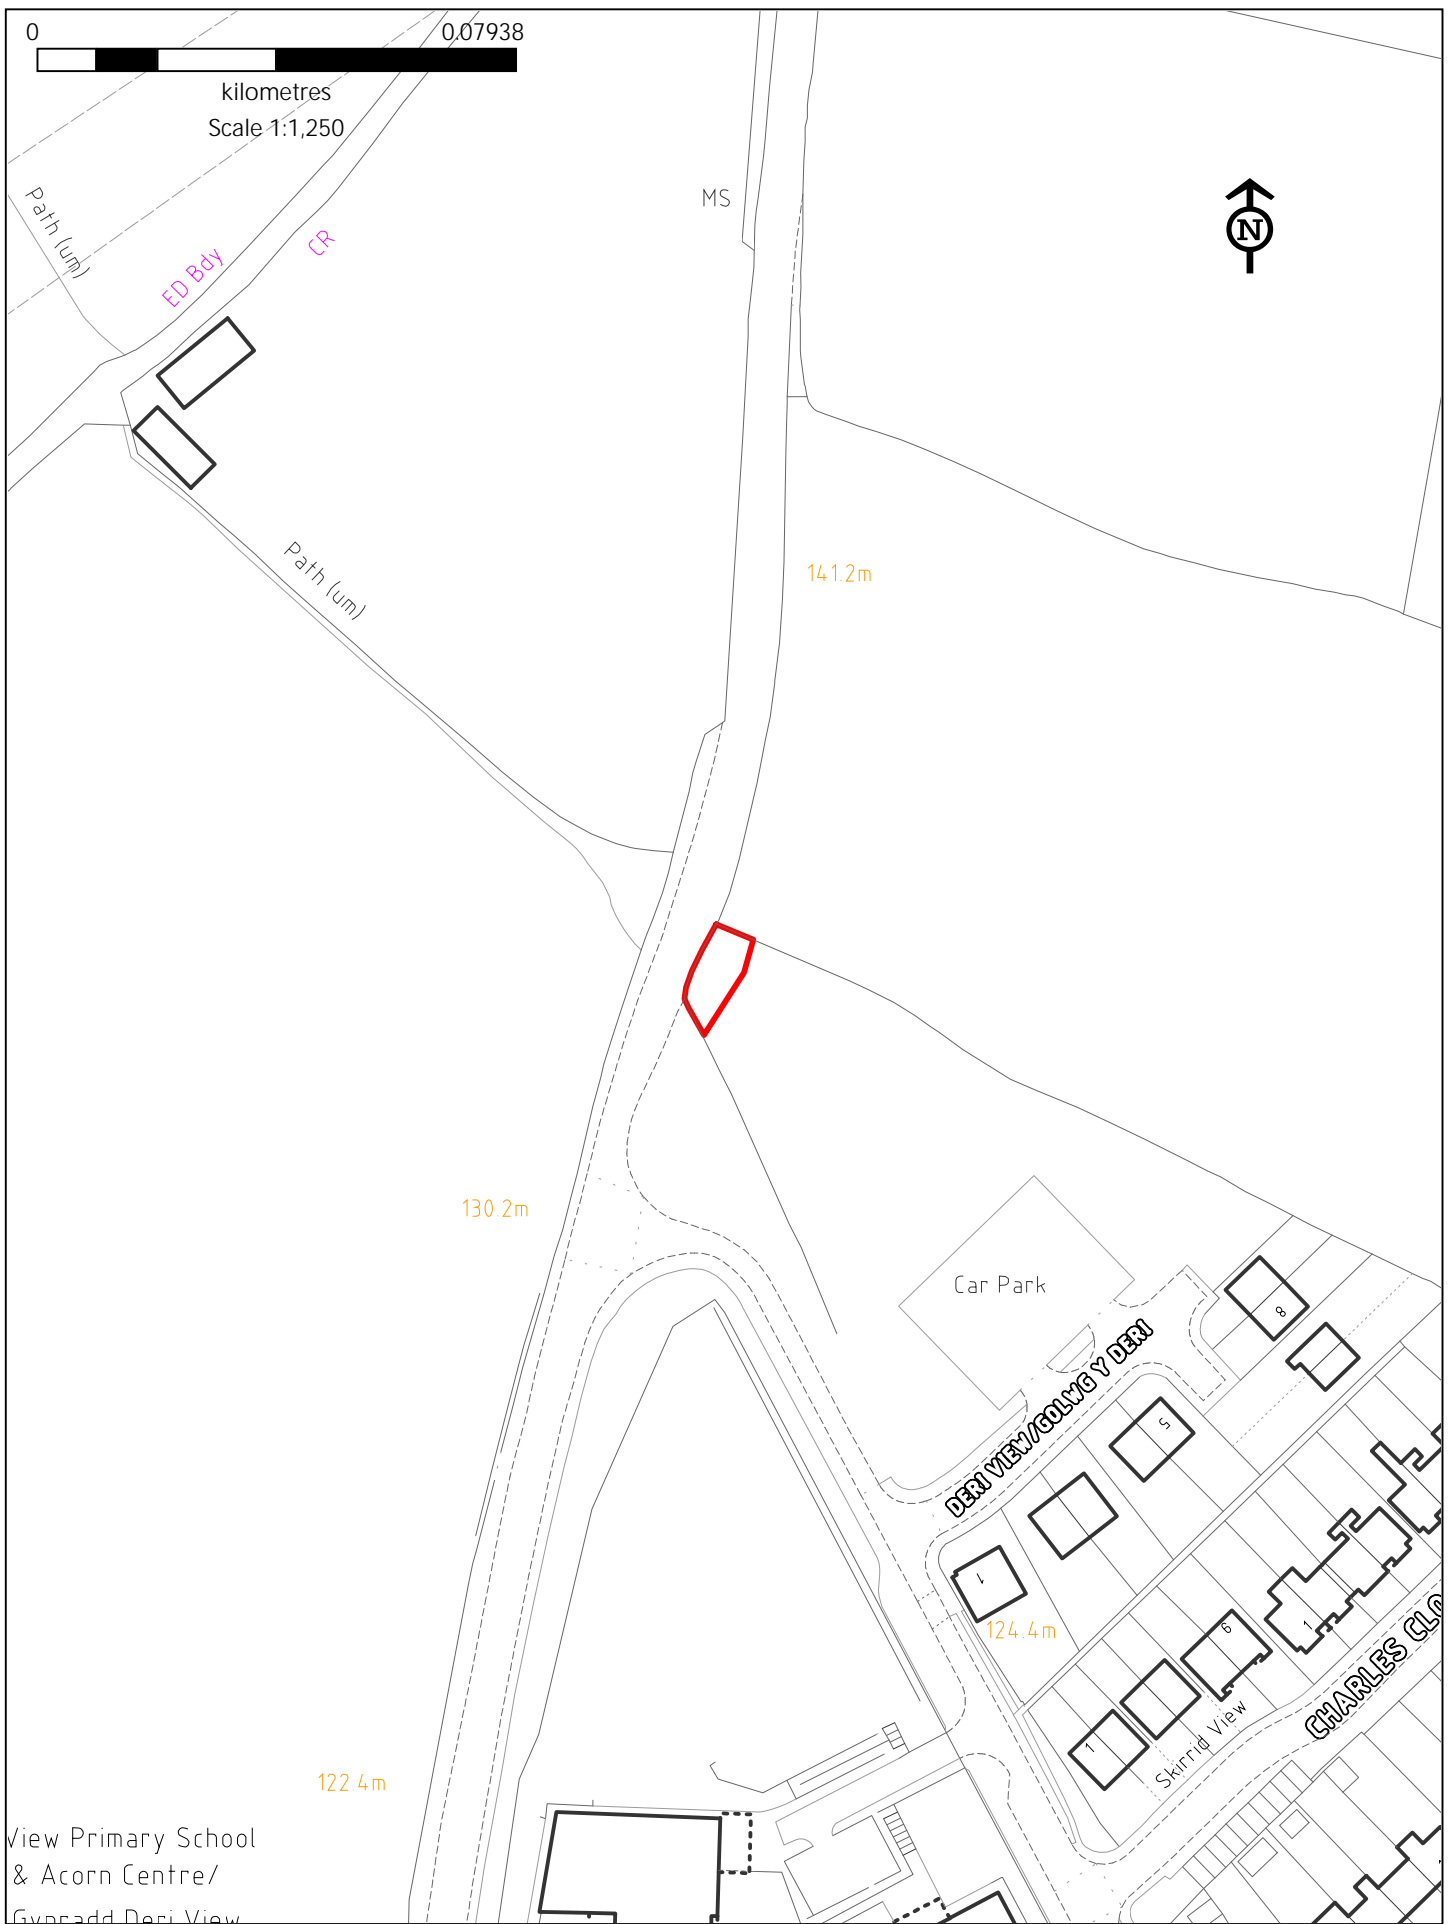 0 0.07938
kilometres
Scale 1:1,250
Path (um)
MS
N
ED Bdy
CR
Path (um)
141.2m
130.2m
Car Park
8
DERI VIEW/GOLWG Y DERI
5
1
124.4m
6
1
1
CHARLES CLO
Skirrid View
122.4m
View Primary School
& Acorn Centre/
Gynradd Deri View